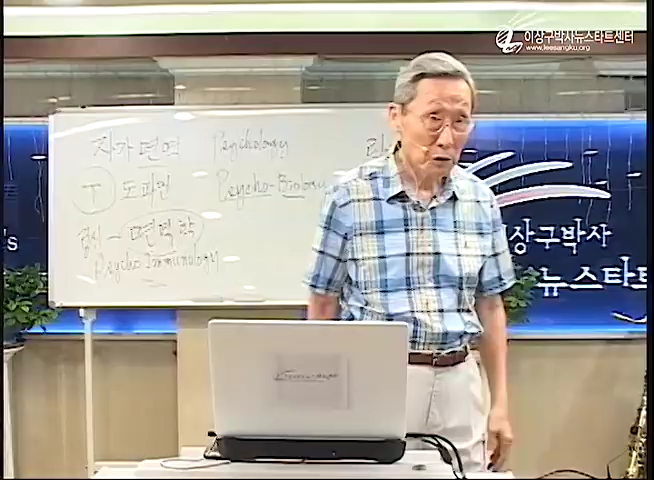 이상구박사뉴스타트센터
www.leesang9.org
자가면역 Psychology
T 도파민 Psycho-Biology
면역학
Psycho Immunology
이상구박사
뉴스타트